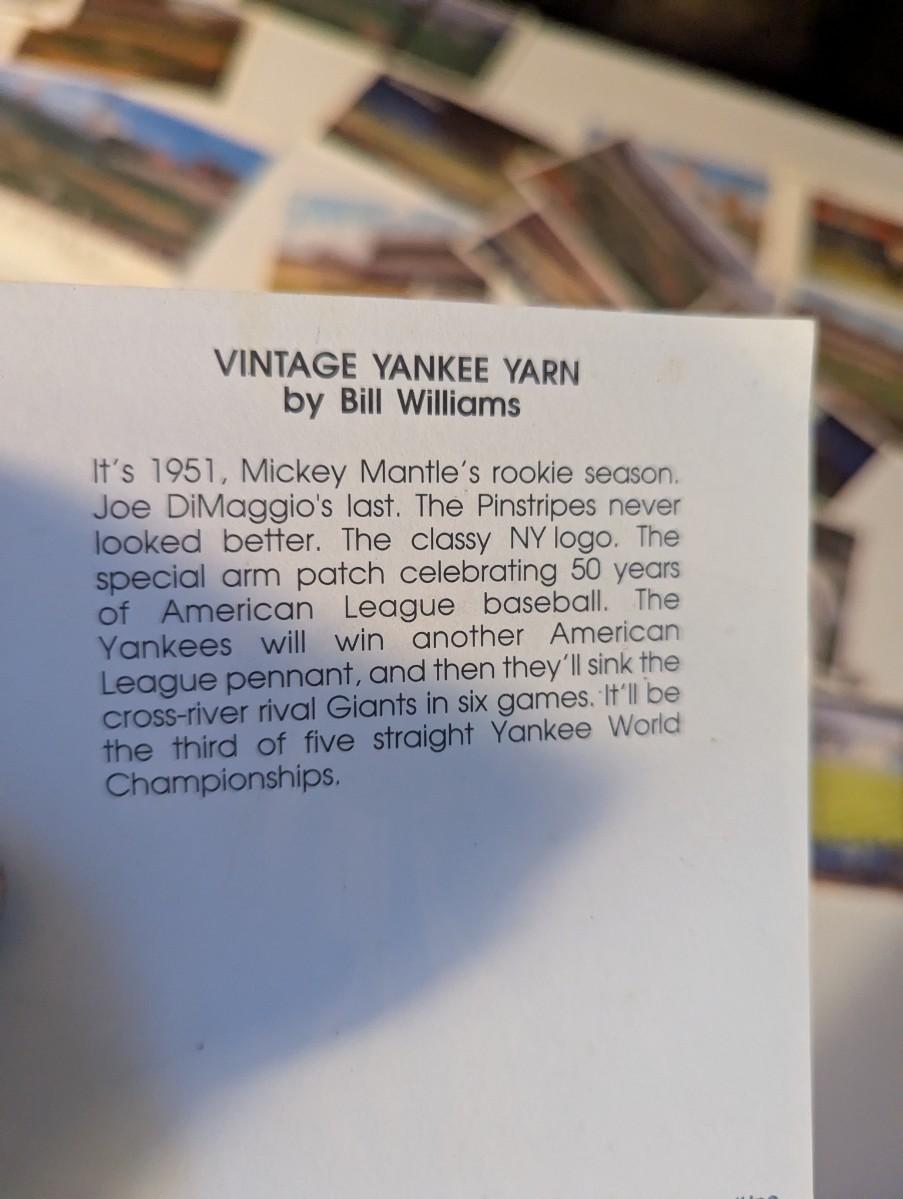 VINTAGE YANKEE YARN
by Bill Williams
It's 1951, Mickey Mantle's rookie season.
Joe DiMaggio's last. The Pinstripes never
looked better. The classy NY logo. The
special arm patch celebrating 50 years
of American League baseball. The
Yankees will win another American
League pennant, and then they'll sink the
cross-river rival Giants in six games. It'll be
the third of five straight Yankee World
Championships.